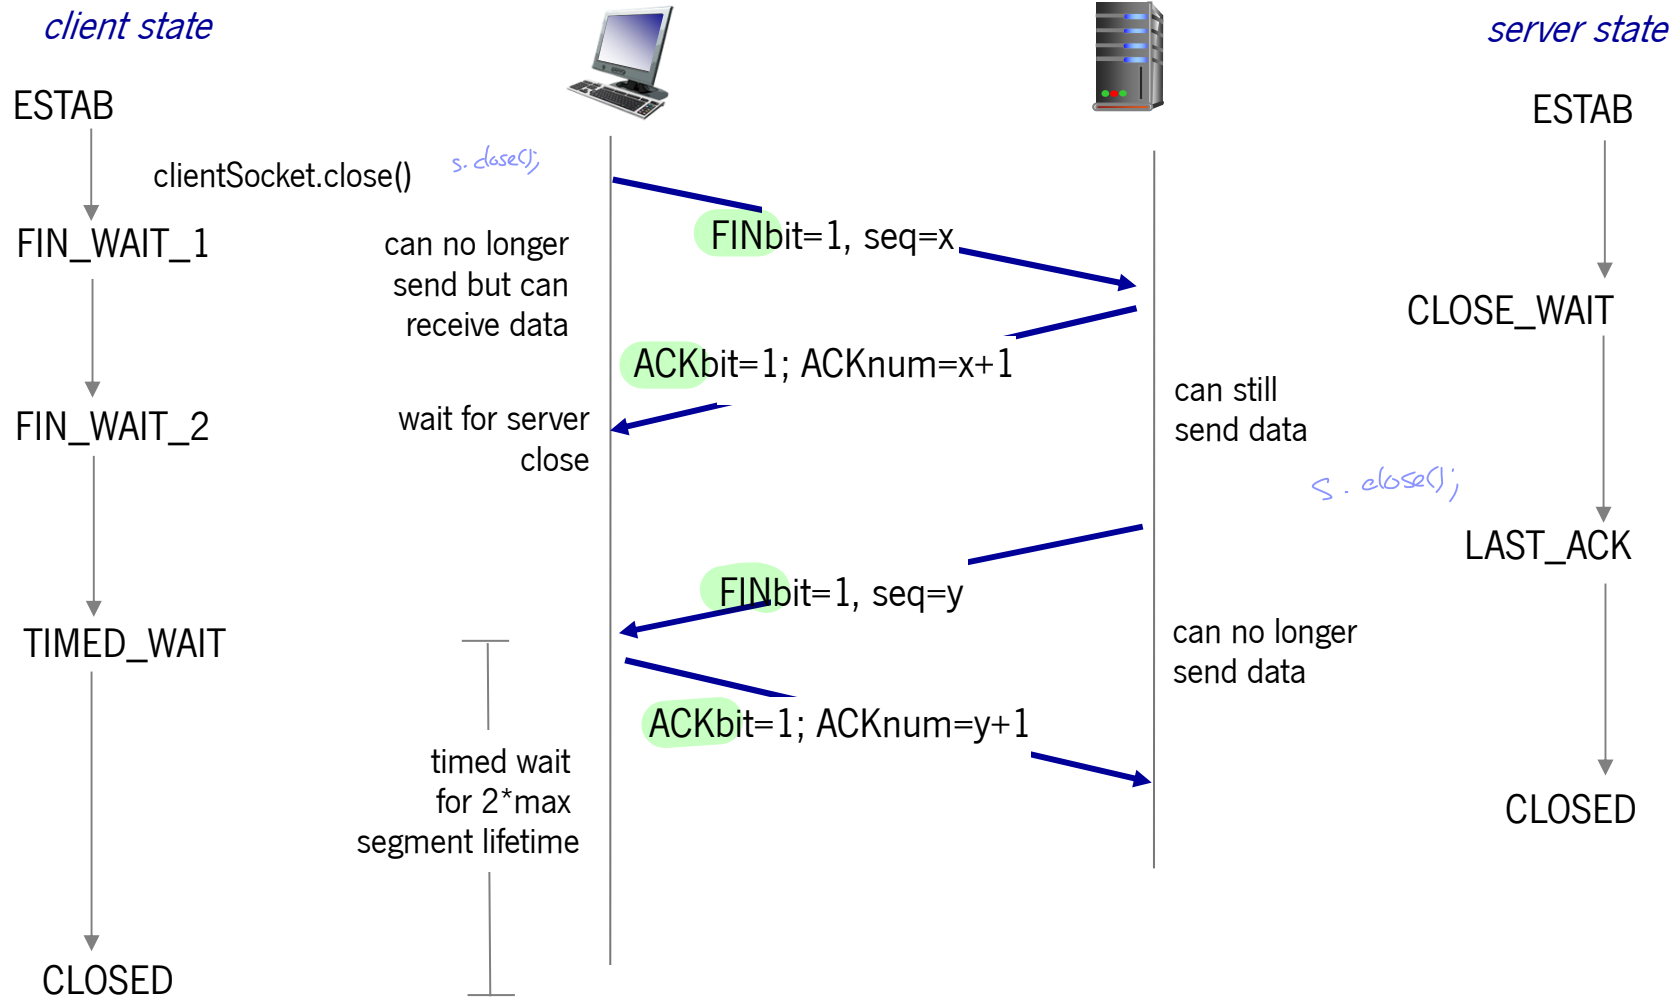 client state
server state
ESTAB
ESTAB
clientSocket.close()
s.close();
FIN_WAIT_1
can no longer
send but can
receive data
FINbit=1, seq=x
CLOSE_WAIT
ACKbit=1; ACKnum=x+1
can still
send data
FIN_WAIT_2
wait for server
close
s.close();
LAST_ACK
FINbit=1, seq=y
TIMED_WAIT
can no longer
send data
ACKbit=1; ACKnum=y+1
timed wait
for 2*max
segment lifetime
CLOSED
CLOSED